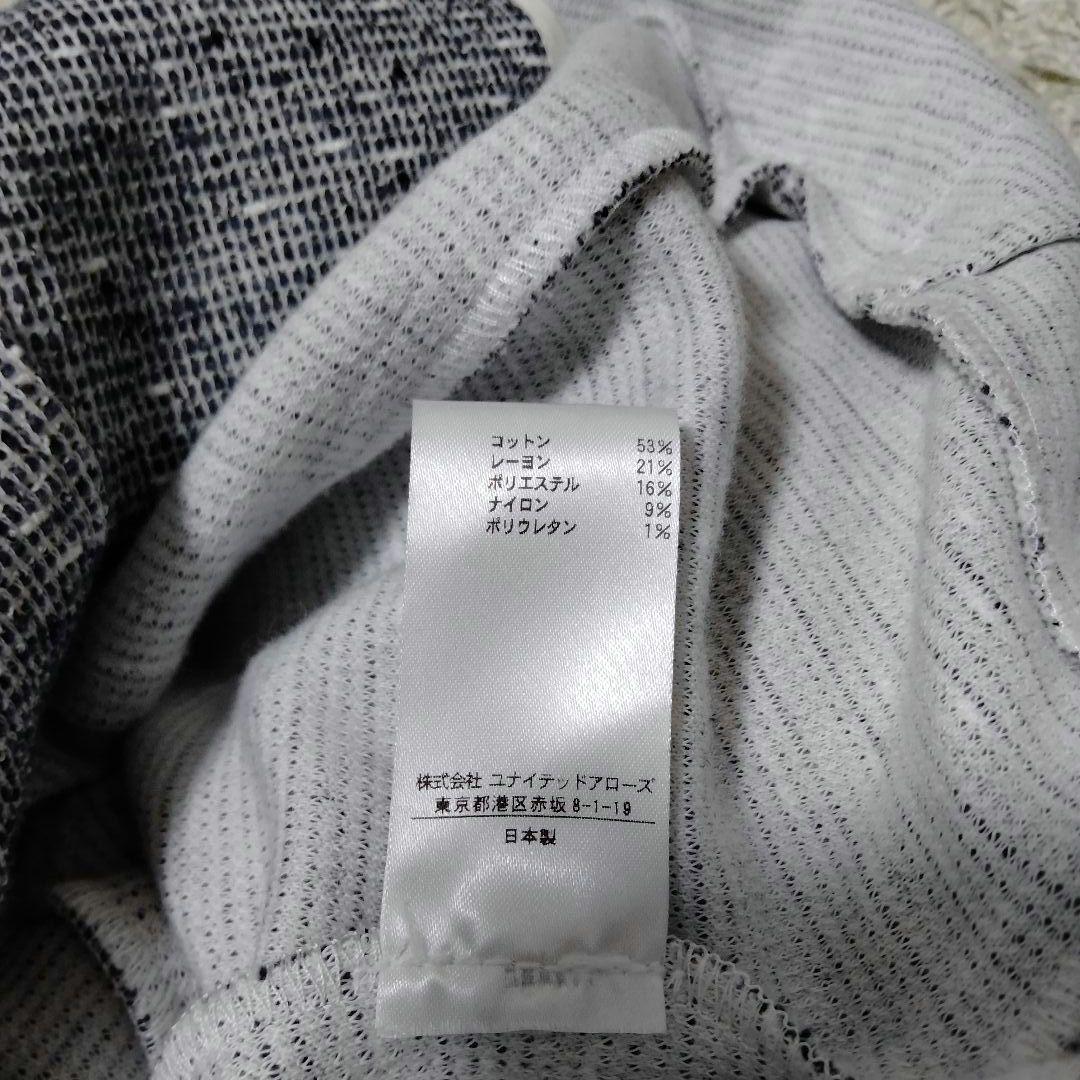 コットン 53%
レーヨン 21%
ポリエステル 16%
ナイロン 9%
ポリウレタン 1%
株式会社 ユナイテッドアローズ
東京都港区赤坂 8-1-19
日本製